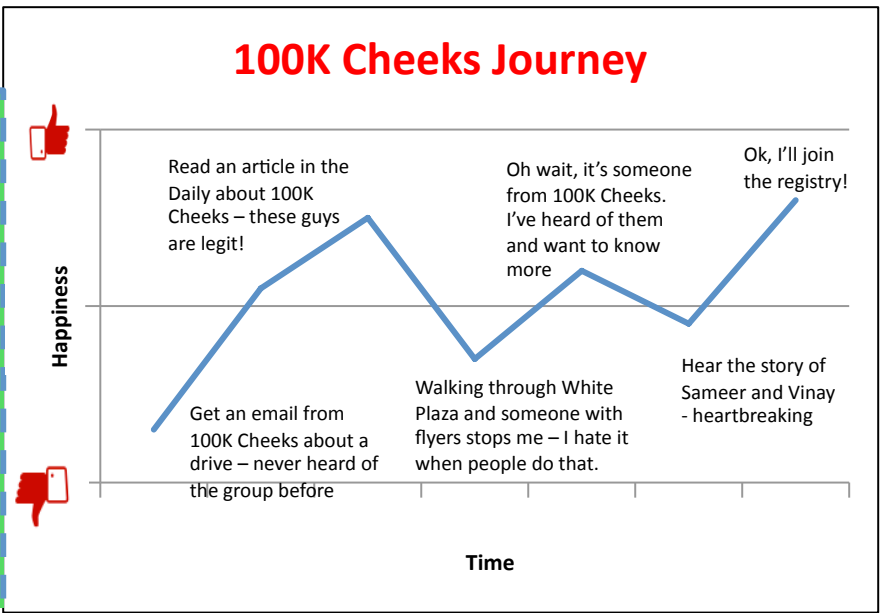 100K Cheeks Journey
Read an article in the
Daily about 100K
Cheeks – these guys
are legit!
Oh wait, it's someone
from 100K Cheeks.
I've heard of them
and want to know
more
Ok, I'll join
the registry!
Happiness
Get an email from
100K Cheeks about a
drive – never heard of
the group before
Walking through White
Plaza and someone with
flyers stops me – I hate it
when people do that.
Hear the story of
Sameer and Vinay
- heartbreaking
Time